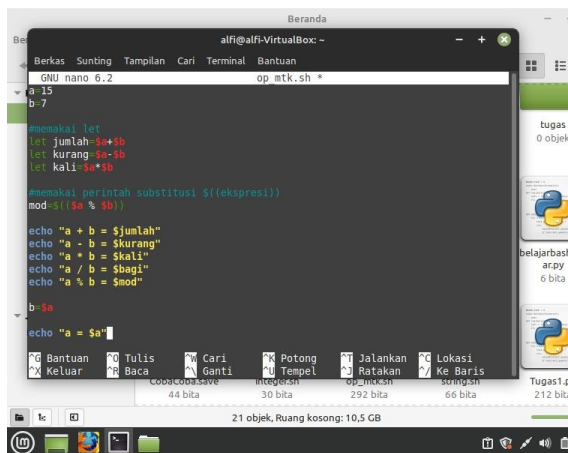 Beranda
alfi@alfi-VirtualBox: ~
Berkas Sunting Tampilan Cari Terminal Bantuan
GNU nano 6.2 op_mtk.sh *
a=15
b=7
#memakai let
let jumlah=$a+$b
let kurang=$a-$b
let kali=$a*$b
#memakai perintah substitusi $((ekspresi))
mod=$(($a % $b))
echo "a + b = $jumlah"
echo "a - b = $kurang"
echo "a * b = $kali"
echo "a / b = $bagi"
echo "a % b = $mod"
b=$a
echo "a = $a"
^G Bantuan ^O Tulis ^W Cari ^K Potong ^T Jalankan ^C Lokasi
^X Keluar ^R Baca ^\ Ganti ^U Tempel ^J Ratakan ^/ Ke Baris
tugas
0 objek
belajarbash
ar.py
6 bita
CobaCoba.save integer.sh op_mtk.sh string.sh Tugas1.p
44 bita 30 bita 292 bita 66 bita 212 bita
21 objek, Ruang kosong: 10,5 GB